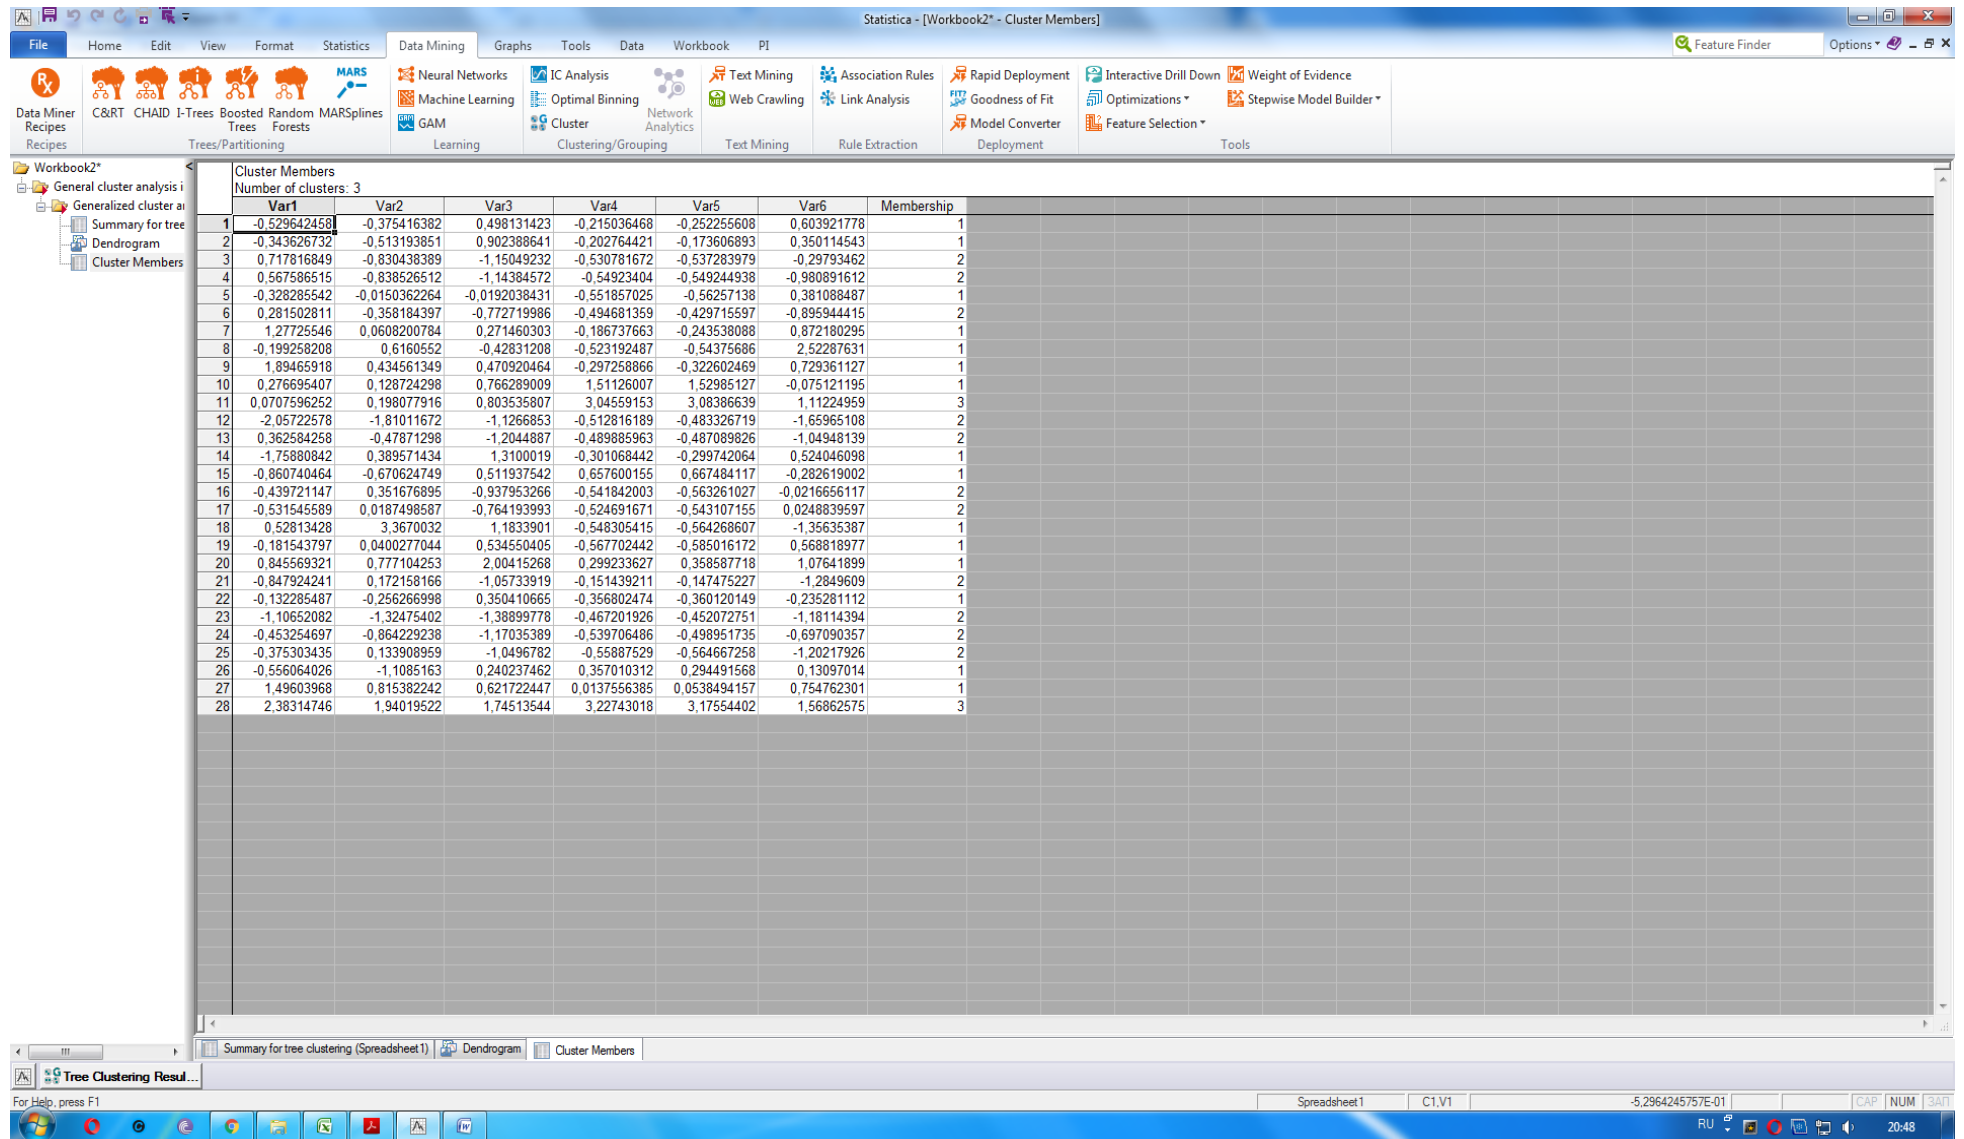 Statistica - [Workbook2* - Cluster Members]
File Home Edit View Format Statistics Data Mining Graphs Tools Data Workbook PI Feature Finder Options
Data Miner Recipes C&RT CHAID I-Trees Boosted Trees Random Forests MARS MARSplines
Neural Networks IC Analysis Text Mining Association Rules Rapid Deployment Interactive Drill Down Weight of Evidence
Machine Learning Optimal Binning Network Analytics Web Crawling Link Analysis FIT? Goodness of Fit Optimizations Stepwise Model Builder
GAM Cluster Model Converter Feature Selection
Recipes Trees/Partitioning Learning Clustering/Grouping Text Mining Rule Extraction Deployment Tools
Workbook2*
General cluster analysis i
Generalized cluster a
Summary for tree
Dendrogram
Cluster Members
Cluster Members
Number of clusters: 3
Var1 Var2 Var3 Var4 Var5 Var6 Membership
1 -0,529642458 -0,375416382 0,498131423 -0,215036468 -0,252255608 0,603921778 1
2 -0,343626732 -0,513193851 0,902388641 -0,202764421 -0,173606893 0,350114543 1
3 0,717816849 -0,830438389 -1,15049232 -0,530781672 -0,537283979 -0,29793462 2
4 0,567586515 -0,838526512 -1,14384572 -0,54923404 -0,549244938 -0,980891612 2
5 -0,328285542 -0,0150362264 -0,0192038431 -0,551857025 -0,56257138 0,381088487 1
6 0,281502811 -0,358184397 -0,772719986 -0,494681359 -0,429715597 -0,895944415 2
7 1,27725546 0,0608200784 0,271460303 -0,186737663 -0,243538088 0,872180295 1
8 -0,199258208 0,6160552 -0,42831208 -0,523192487 -0,54375686 2,52287631 1
9 1,89465918 0,434561349 0,470920464 -0,297258866 -0,322602469 0,729361127 1
10 0,276695407 0,128724298 0,766289009 1,51126007 1,52985127 -0,075121195 1
11 0,0707596252 0,198077916 0,803535807 3,04559153 3,08386639 1,11224959 3
12 -2,05722578 -1,81011672 -1,1266853 -0,512816189 -0,483326719 -1,65965108 2
13 0,362584258 -0,47871298 -1,2044887 -0,489885963 -0,487089826 -1,04948139 2
14 -1,75880842 0,389571434 1,3100019 -0,301068442 -0,299742064 0,524046098 1
15 -0,860740464 -0,670624749 0,511937542 0,657600155 0,667484117 -0,282619002 1
16 -0,439721147 0,351676895 -0,937953266 -0,541842003 -0,563261027 -0,0216656117 2
17 -0,531545589 0,0187498587 -0,764193993 -0,524691671 -0,543107155 0,0248839597 2
18 0,52813428 3,3670032 1,1833901 -0,548305415 -0,564268607 -1,35635387 1
19 -0,181543797 0,0400277044 0,534550405 -0,567702442 -0,585016172 0,568818977 1
20 0,845569321 0,777104253 2,00415268 0,299233627 0,358587718 1,07641899 1
21 -0,847924241 0,172158166 -1,05733919 -0,151439211 -0,147475227 -1,2849609 2
22 -0,132285487 -0,256266998 0,350410665 -0,356802474 -0,360120149 -0,235281112 1
23 -1,10652082 -1,32475402 -1,38899778 -0,467201926 -0,452072751 -1,18114394 2
24 -0,453254697 -0,864229238 -1,17035389 -0,539706486 -0,498951735 -0,697090357 2
25 -0,375303435 0,133908959 -1,0496782 -0,55887529 -0,564667258 -1,20217926 2
26 -0,556064026 -1,1085163 0,240237462 0,357010312 0,294491568 0,13097014 1
27 1,49603968 0,815382242 0,621722447 0,0137556385 0,0538494157 0,754762301 1
28 2,38314746 1,94019522 1,74513544 3,22743018 3,17554402 1,56862575 3
Summary for tree clustering (Spreadsheet1) Dendrogram Cluster Members
Tree Clustering Resul...
For Help, press F1 Spreadsheet1 C1,V1 -5,2964245757E-01 CAP NUM ЗАП
RU 20:48